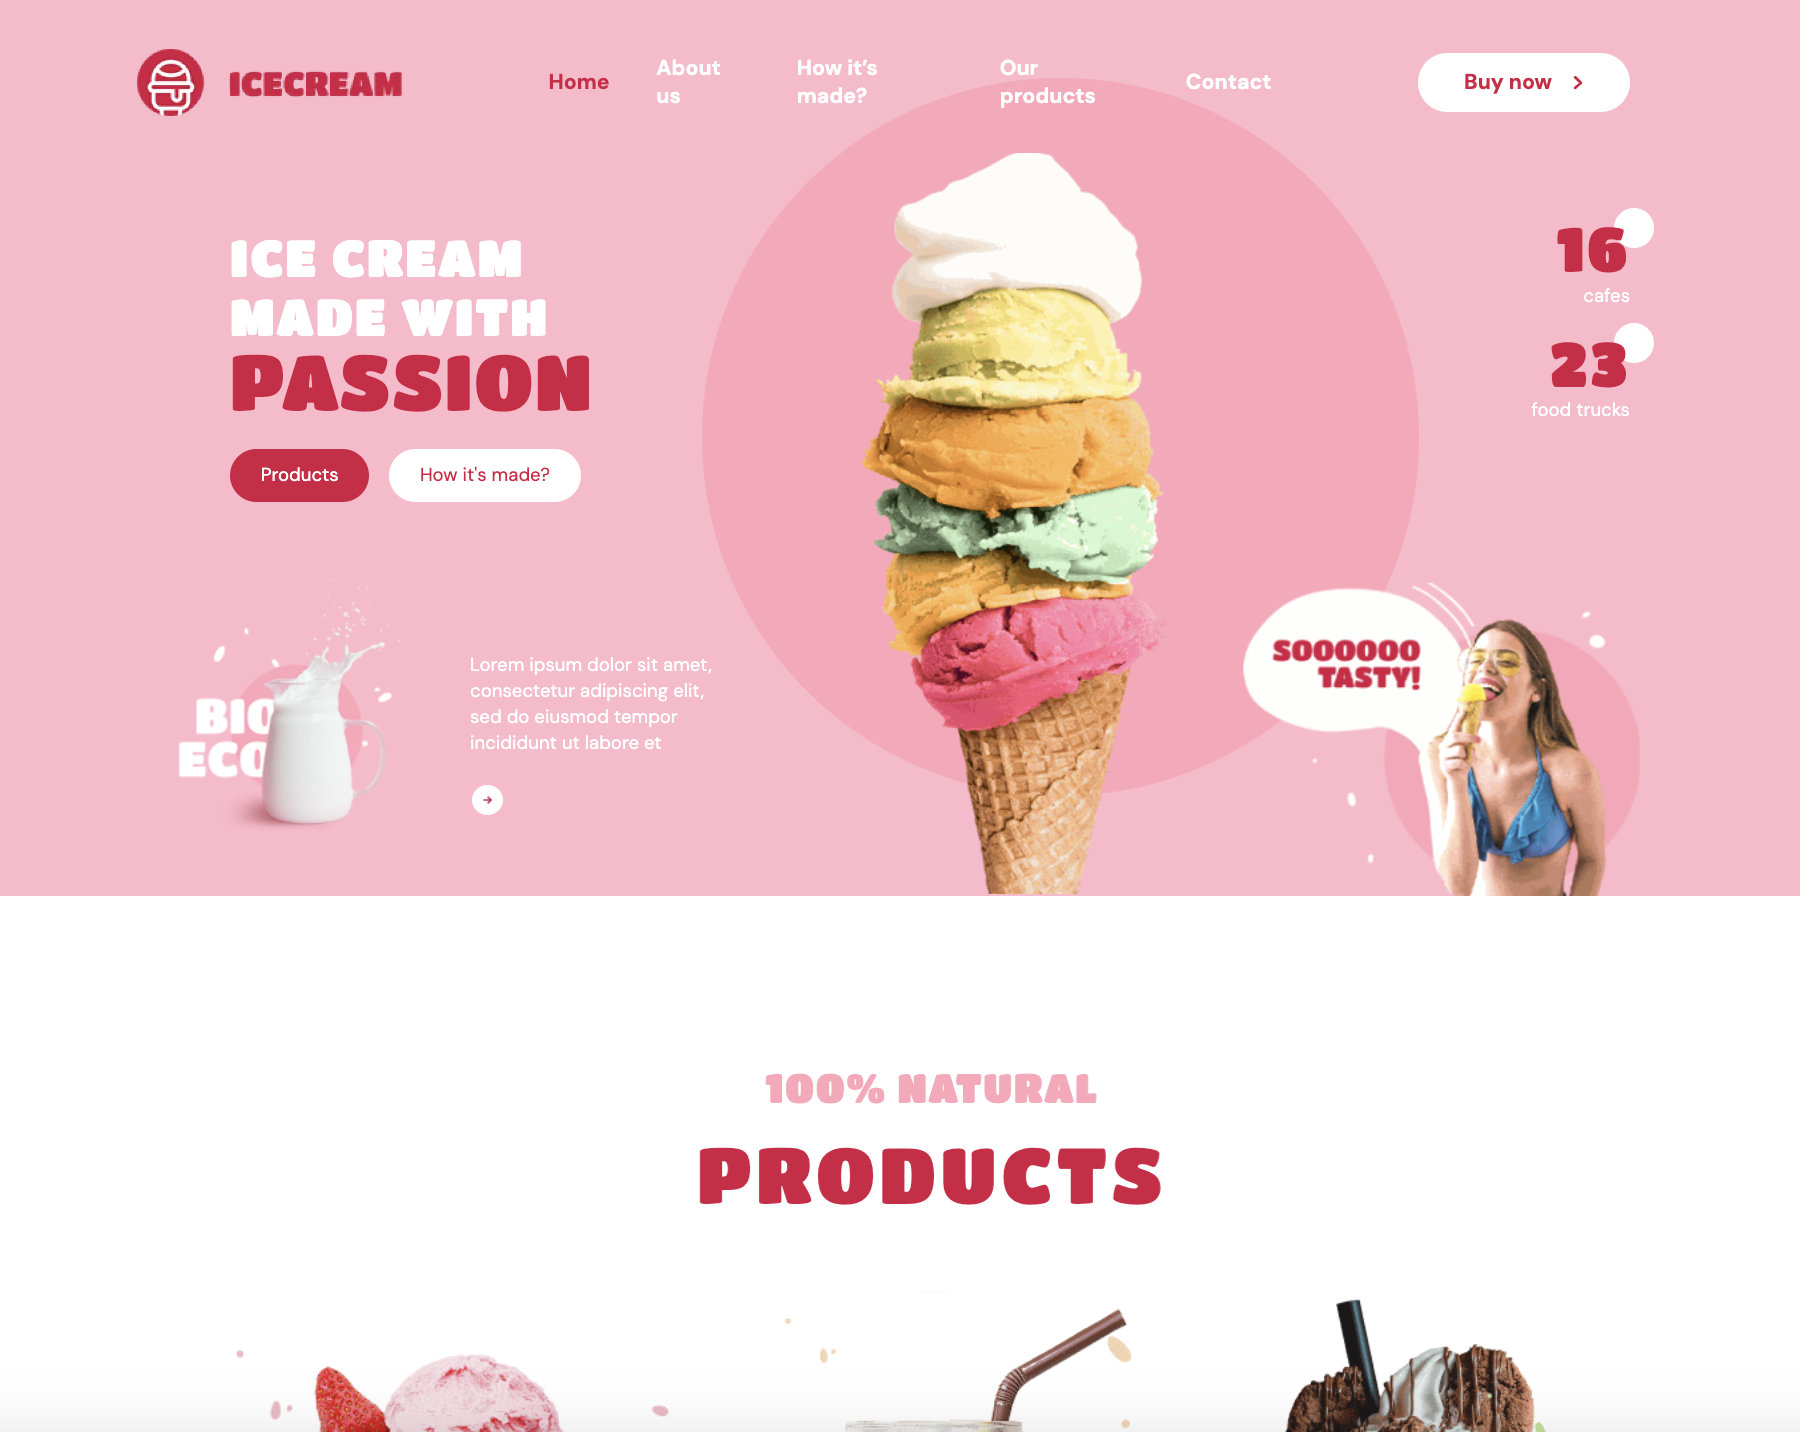 ICECREAM
Home
About
us
How it's
made?
Our
products
Contact
Buy now
ICE CREAM
MADE WITH
PASSION
Products
How it's made?
16
cafes
23
food trucks
BIO
ECO
Lorem ipsum dolor sit amet,
consectetur adipiscing elit,
sed do eiusmod tempor
incididunt ut labore et
SOOOOOO
TASTY!
100% NATURAL
PRODUCTS